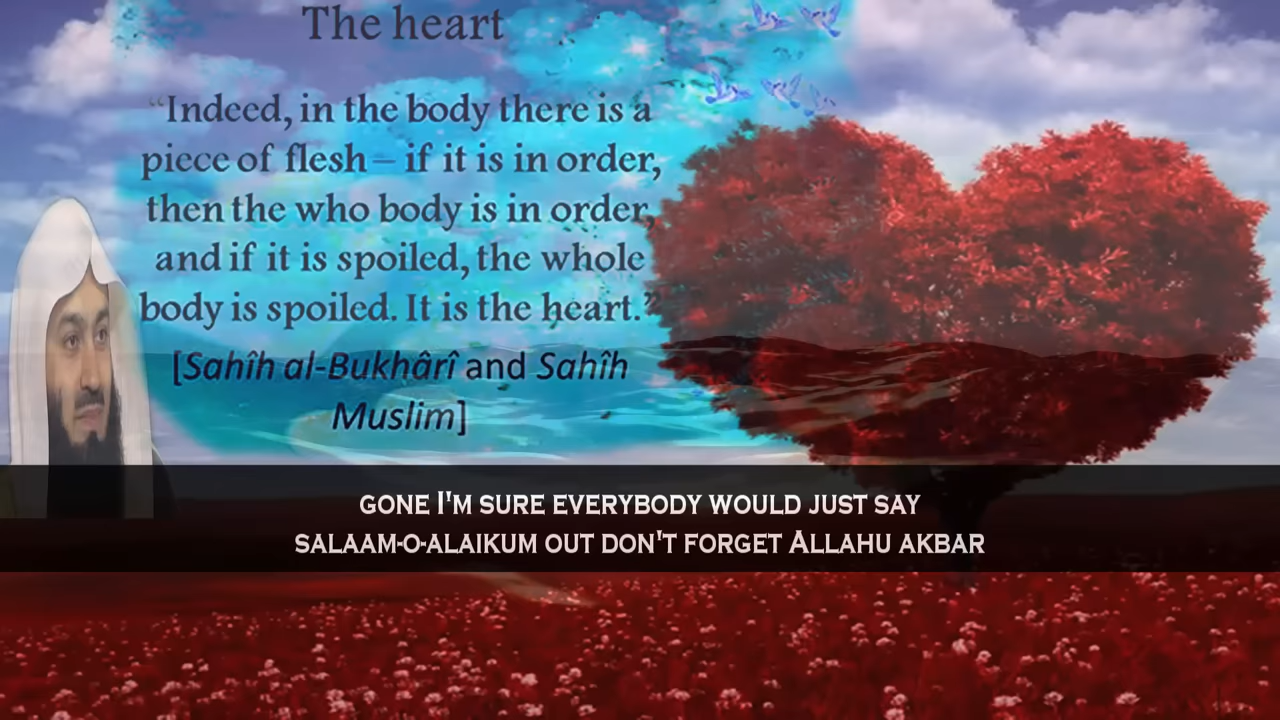 The heart
“Indeed, in the body there is a
piece of flesh – if it is in order,
then the who body is in order,
and if it is spoiled, the whole
body is spoiled. It is the heart.”
[Sahîh al-Bukhârî and Sahîh
Muslim]
GONE I'M SURE EVERYBODY WOULD JUST SAY
SALAAM-O-ALAIKUM OUT DON'T FORGET ALLAHU AKBAR